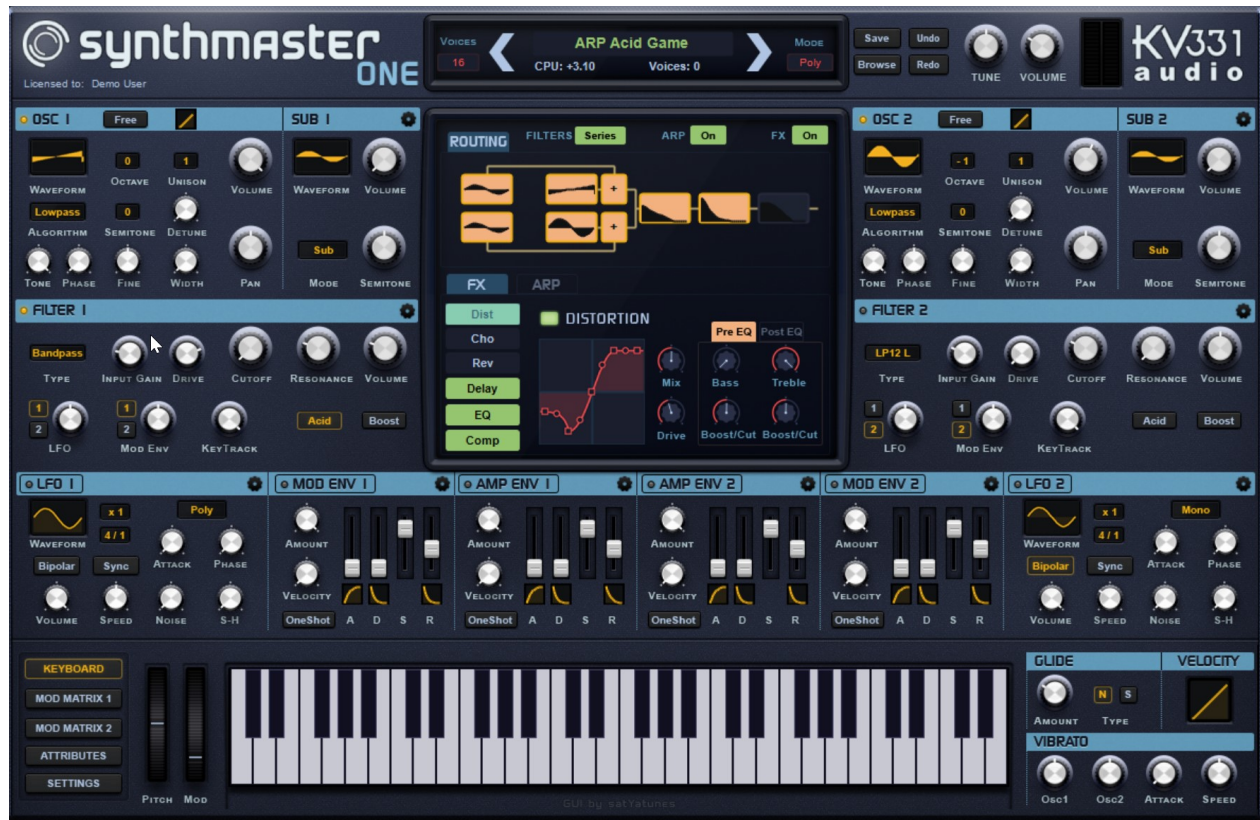 synthmaster
ONE
Licensed to: Demo User
VOICES
16
ARP Acid Game
CPU: +3.10
Voices: 0
MODE
Poly
Save
Undo
Browse
Redo
TUNE
VOLUME
KV331
audio
OSC 1
Free
SUB 1
0
1
WAVEFORM
OCTAVE
UNISON
VOLUME
WAVEFORM
VOLUME
Lowpass
0
ALGORITHM
SEMITONE
DETUNE
Sub
TONE
PHASE
FINE
WIDTH
PAN
MODE
SEMITONE
FILTER 1
Bandpass
TYPE
INPUT GAIN
DRIVE
CUTOFF
RESONANCE
VOLUME
1
2
LFO
1
2
MOD ENV
KEYTRACK
Acid
Boost
ROUTING
FILTERS
Series
ARP
On
FX
On
+
+
FX
ARP
Dist
Cho
Rev
Delay
EQ
Comp
DISTORTION
Pre EQ
Post EQ
Mix
Bass
Treble
Drive
Boost/Cut
Boost/Cut
OSC 2
Free
SUB 2
-1
1
WAVEFORM
OCTAVE
UNISON
VOLUME
WAVEFORM
VOLUME
Lowpass
0
ALGORITHM
SEMITONE
DETUNE
Sub
TONE
PHASE
FINE
WIDTH
PAN
MODE
SEMITONE
FILTER 2
LP12 L
TYPE
INPUT GAIN
DRIVE
CUTOFF
RESONANCE
VOLUME
1
2
LFO
1
2
MOD ENV
KEYTRACK
Acid
Boost
LFO 1
x 1
Poly
4 / 1
WAVEFORM
Bipolar
Sync
ATTACK
PHASE
VOLUME
SPEED
NOISE
S-H
MOD ENV 1
AMOUNT
VELOCITY
OneShot
A
D
S
R
AMP ENV 1
AMOUNT
VELOCITY
OneShot
A
D
S
R
AMP ENV 2
AMOUNT
VELOCITY
OneShot
A
D
S
R
MOD ENV 2
AMOUNT
VELOCITY
OneShot
A
D
S
R
LFO 2
x 1
Mono
4 / 1
WAVEFORM
Bipolar
Sync
ATTACK
PHASE
VOLUME
SPEED
NOISE
S-H
KEYBOARD
MOD MATRIX 1
MOD MATRIX 2
ATTRIBUTES
SETTINGS
PITCH
MOD
GUI by satYatunes
GLIDE
VELOCITY
N
S
AMOUNT
TYPE
VIBRATO
OSC1
OSC2
ATTACK
SPEED